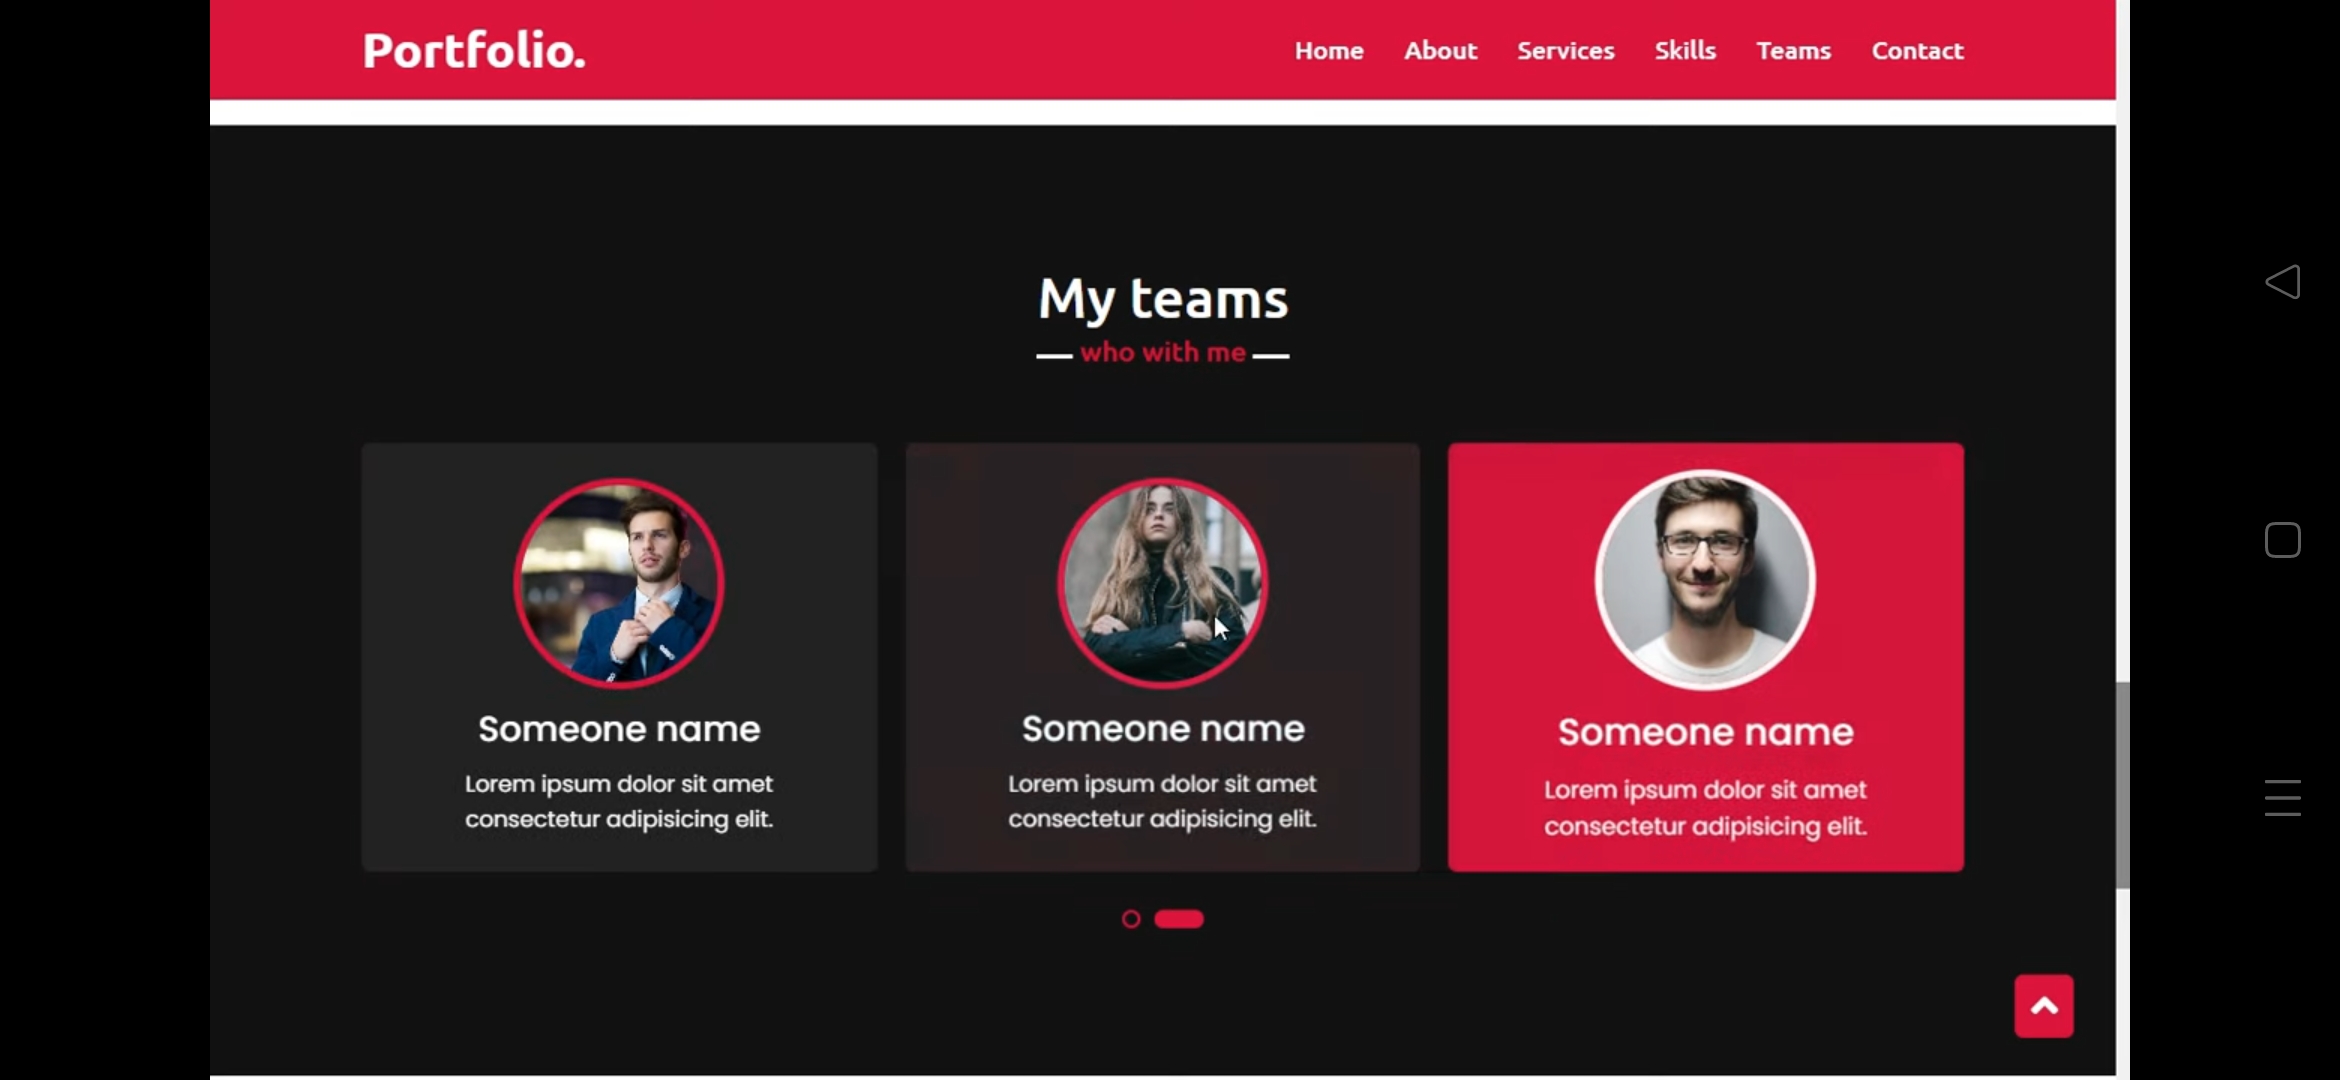 Portfolio.
Home About Services Skills Teams Contact
My teams
who with me
Someone name
Lorem ipsum dolor sit amet
consectetur adipisicing elit.
Someone name
Lorem ipsum dolor sit amet
consectetur adipisicing elit.
Someone name
Lorem ipsum dolor sit amet
consectetur adipisicing elit.